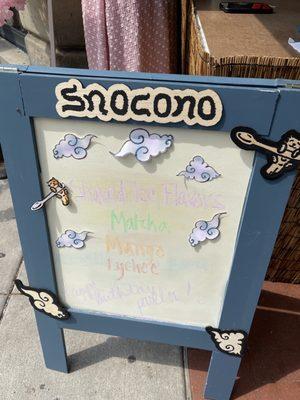 Snocono
Shaved Ice Flavors
Matcha
Mango
Lychee